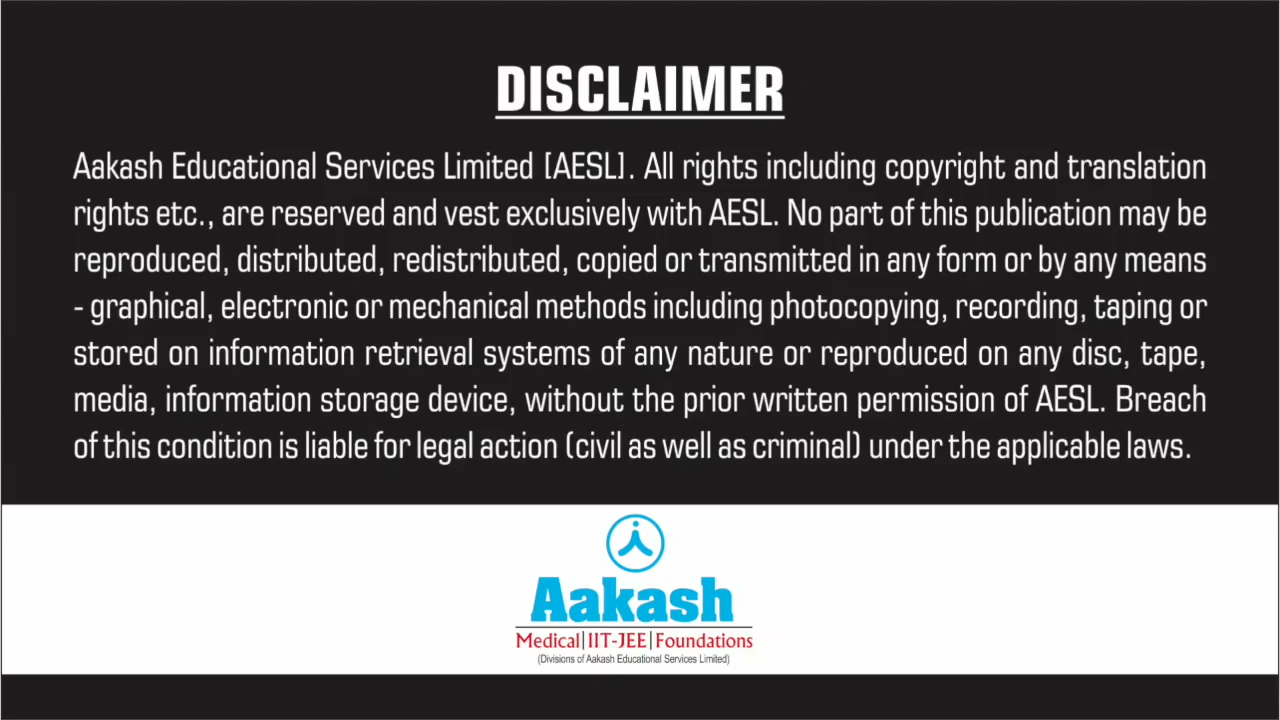 DISCLAIMER
Aakash Educational Services Limited [AESL]. All rights including copyright and translation
rights etc., are reserved and vest exclusively with AESL. No part of this publication may be
reproduced, distributed, redistributed, copied or transmitted in any form or by any means
- graphical, electronic or mechanical methods including photocopying, recording, taping or
stored on information retrieval systems of any nature or reproduced on any disc, tape,
media, information storage device, without the prior written permission of AESL. Breach
of this condition is liable for legal action (civil as well as criminal) under the applicable laws.
Aakash
Medical|IIT-JEE|Foundations
(Divisions of Aakash Educational Services Limited)